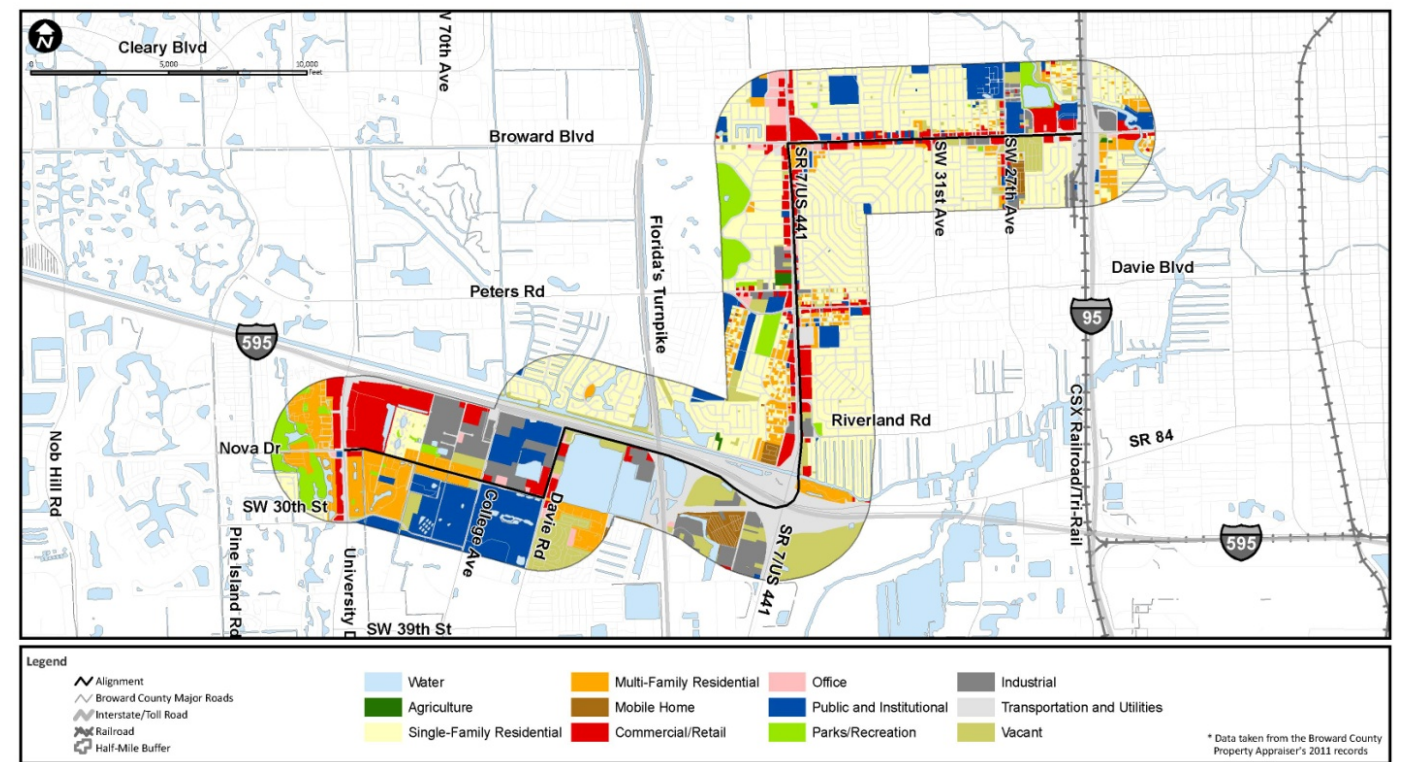 N
Cleary Blvd
0 5,000 10,000
Feet
70th Ave
Broward Blvd
SR 7/US 441
SW 31st Ave
SW 27th Ave
Florida's Turnpike
Davie Blvd
Peters Rd
95
595
Riverland Rd
CSX Railroad/Tri-Rail
SR 84
Nob Hill Rd
Nova Dr
SW 30th St
College Ave
Davie Rd
Pine Island Rd
University D
SR 7/US 441
595
SW 39th St
Legend
Alignment
Broward County Major Roads
Interstate/Toll Road
Railroad
Half-Mile Buffer
Water
Agriculture
Single-Family Residential
Multi-Family Residential
Mobile Home
Commercial/Retail
Office
Public and Institutional
Parks/Recreation
Industrial
Transportation and Utilities
Vacant
* Data taken from the Broward County
Property Appraiser's 2011 records